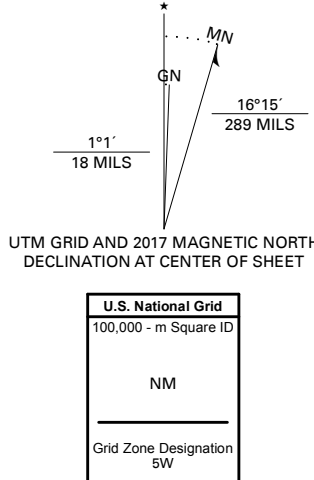 MN
GN
16°15´
289 MILS
1°1´
18 MILS
UTM GRID AND 2017 MAGNETIC NORTH
DECLINATION AT CENTER OF SHEET
U.S. National Grid
100,000 - m Square ID
NM
Grid Zone Designation
5W